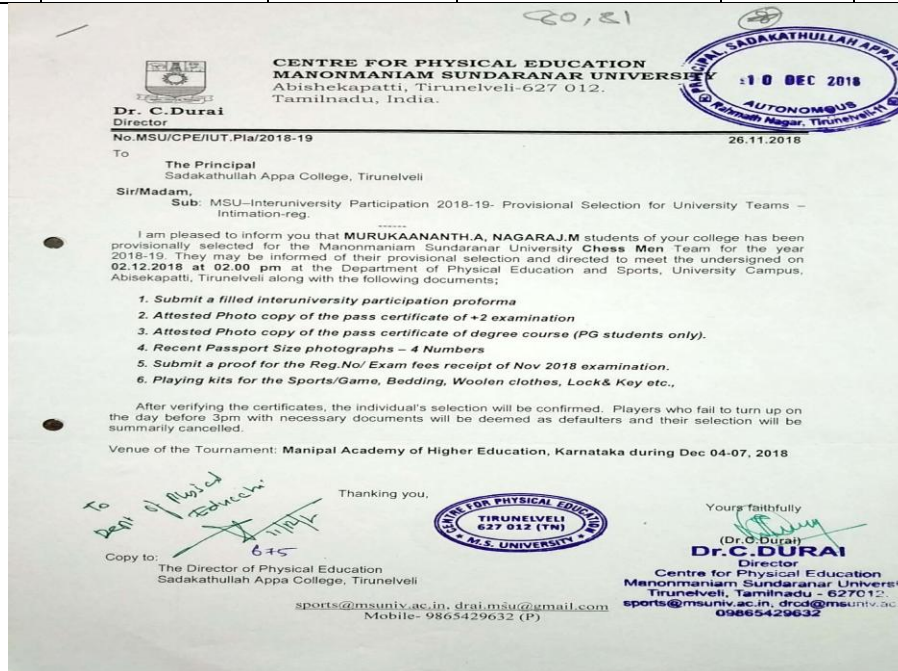 80,81
CENTRE FOR PHYSICAL EDUCATION
MANONMANIAM SUNDARANAR UNIVERSITY
Abishekapatti, Tirunelveli-627 012.
Tamilnadu, India.
PRINCIPAL, SADAKATHULLAH APPA
10 DEC 2018
AUTONOMOUS
Rahmath Nagar, Tirunelveli-11
Dr. C.Durai
Director
No.MSU/CPE/IUT.Pla/2018-19
26.11.2018
To
The Principal
Sadakathullah Appa College, Tirunelveli
Sir/Madam,
Sub: MSU–Interuniversity Participation 2018-19- Provisional Selection for University Teams –
Intimation-reg.
------
I am pleased to inform you that MURUKAANANTH.A, NAGARAJ.M students of your college has been
provisionally selected for the Manonmaniam Sundaranar University Chess Men Team for the year
2018-19. They may be informed of their provisional selection and directed to meet the undersigned on
02.12.2018 at 02.00 pm at the Department of Physical Education and Sports, University Campus,
Abisekapatti, Tirunelveli along with the following documents;
1. Submit a filled interuniversity participation proforma
2. Attested Photo copy of the pass certificate of +2 examination
3. Attested Photo copy of the pass certificate of degree course (PG students only).
4. Recent Passport Size photographs – 4 Numbers
5. Submit a proof for the Reg.No/ Exam fees receipt of Nov 2018 examination.
6. Playing kits for the Sports/Game, Bedding, Woolen clothes, Lock& Key etc.,
After verifying the certificates, the individual's selection will be confirmed. Players who fail to turn up on
the day before 3pm with necessary documents will be deemed as defaulters and their selection will be
summarily cancelled.
Venue of the Tournament: Manipal Academy of Higher Education, Karnataka during Dec 04-07, 2018
To
Dept of Physical
Education
675
Thanking you,
CENTRE FOR PHYSICAL EDUCATION
TIRUNELVELI
627 012 (TN)
M.S. UNIVERSITY
Yours faithfully
(Dr.C.Durai)
Dr.C.DURAI
Director
Centre for Physical Education
Manonmaniam Sundaranar Universi
Tirunelveli, Tamilnadu - 627012.
sports@msuniv.ac.in, drcd@msuniv.ac
09865429632
Copy to:
The Director of Physical Education
Sadakathullah Appa College, Tirunelveli
sports@msuniv.ac.in, drai.msu@gmail.com
Mobile- 9865429632 (P)